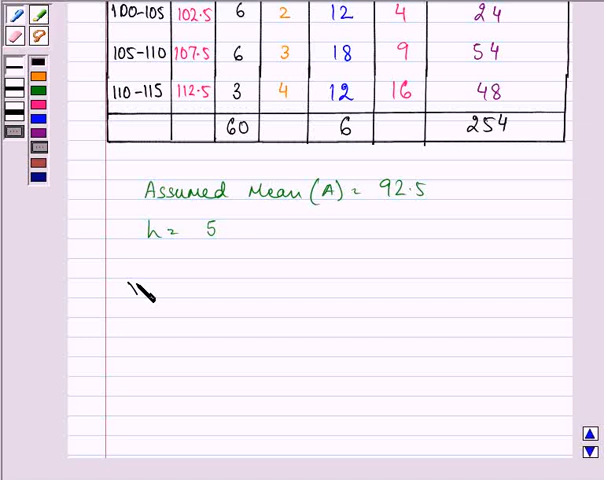 100-105 102.5 6 2 12 4 24
105-110 107.5 6 3 18 9 54
110-115 112.5 3 4 12 16 48
60 6 254
Assumed Mean (A) = 92.5
h = 5